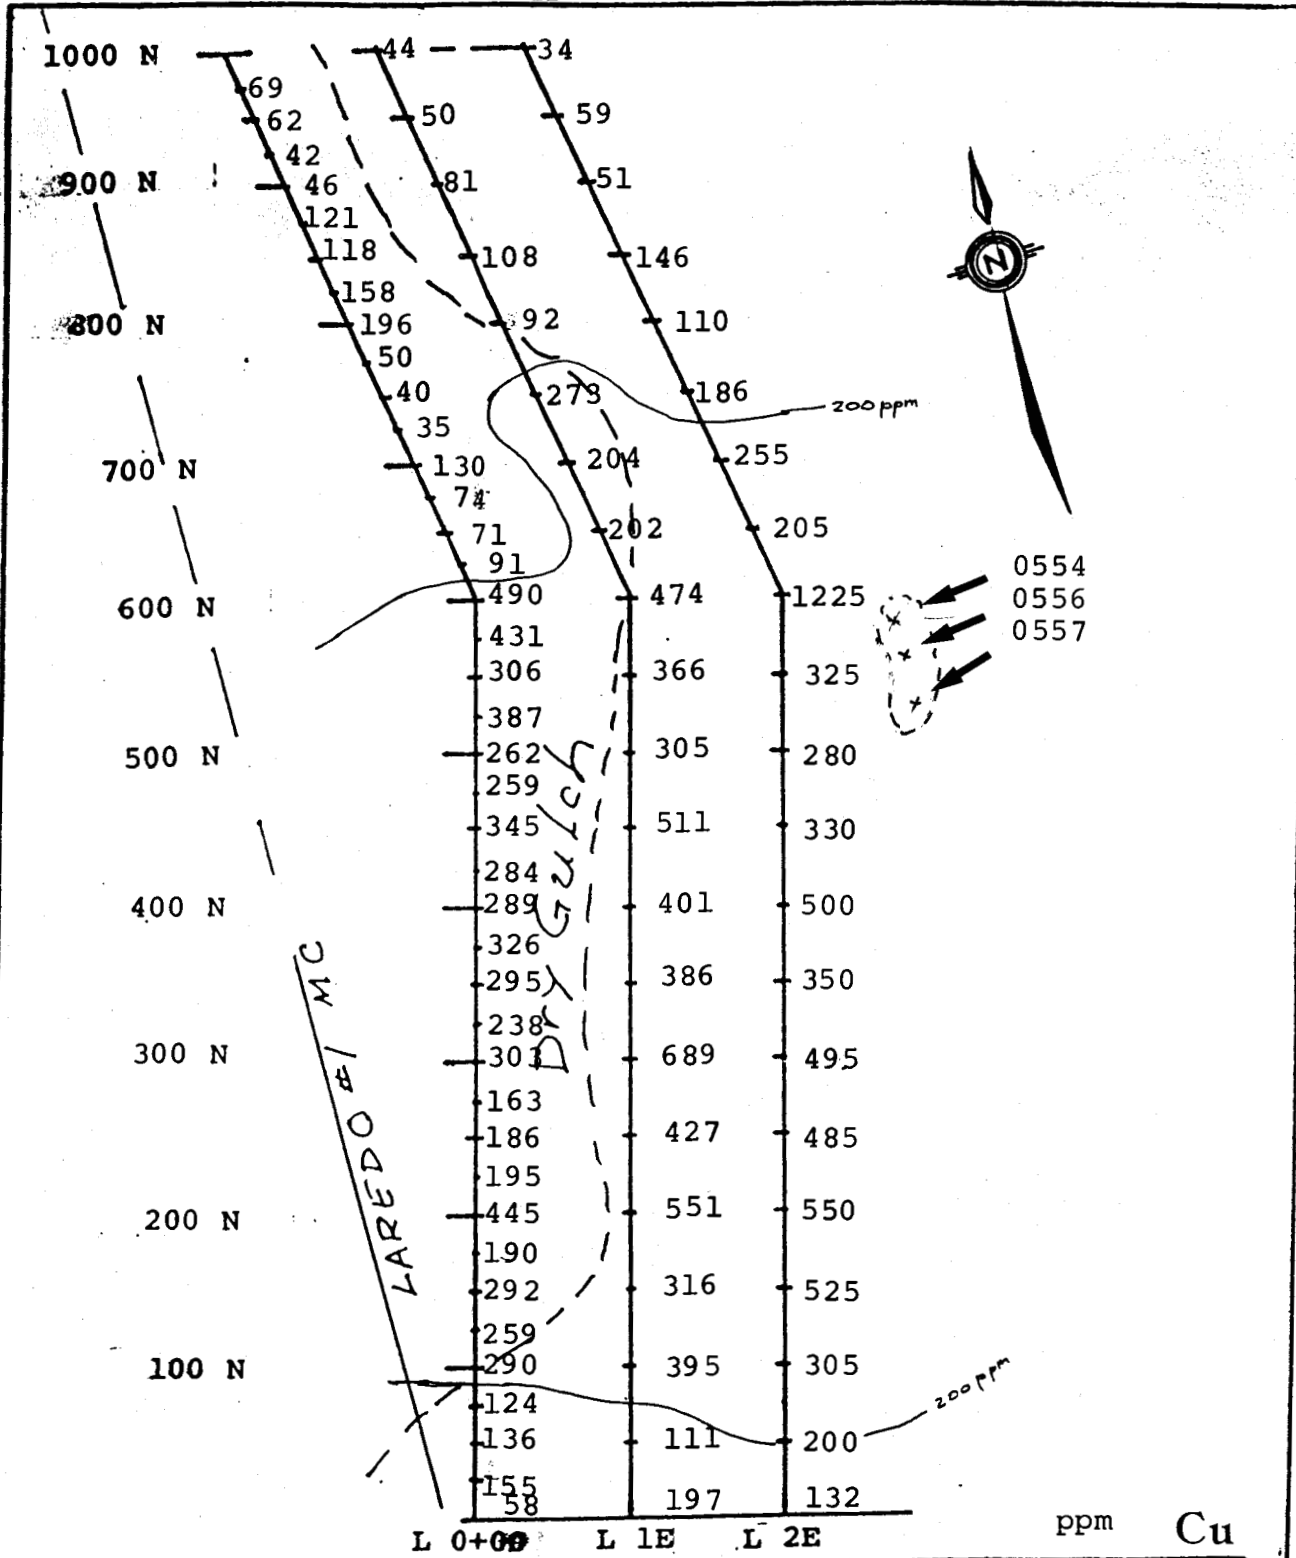 1000 N 44 34
69
62 50 59
42
900 N 46 81 51
121
118 108 146
158
800 N 196 92 110
50
40 273 186 200 ppm
35
700 N 130 204 255
74
71 202 205
91
600 N 490 474 1225
0554
0556
0557
431
306 366 325
387
500 N 262 305 280
259
345 511 330
284
400 N 289 401 500
326
295 386 350
238
300 N 303 689 495
163
186 427 485
195
200 N 445 551 550
190
292 316 525
259
100 N 290 395 305
124 200 ppm
136 111 200
155
58 197 132
Dry Gulch
LAREDO #1 MC
N
L 0+00 L 1E L 2E
ppm Cu